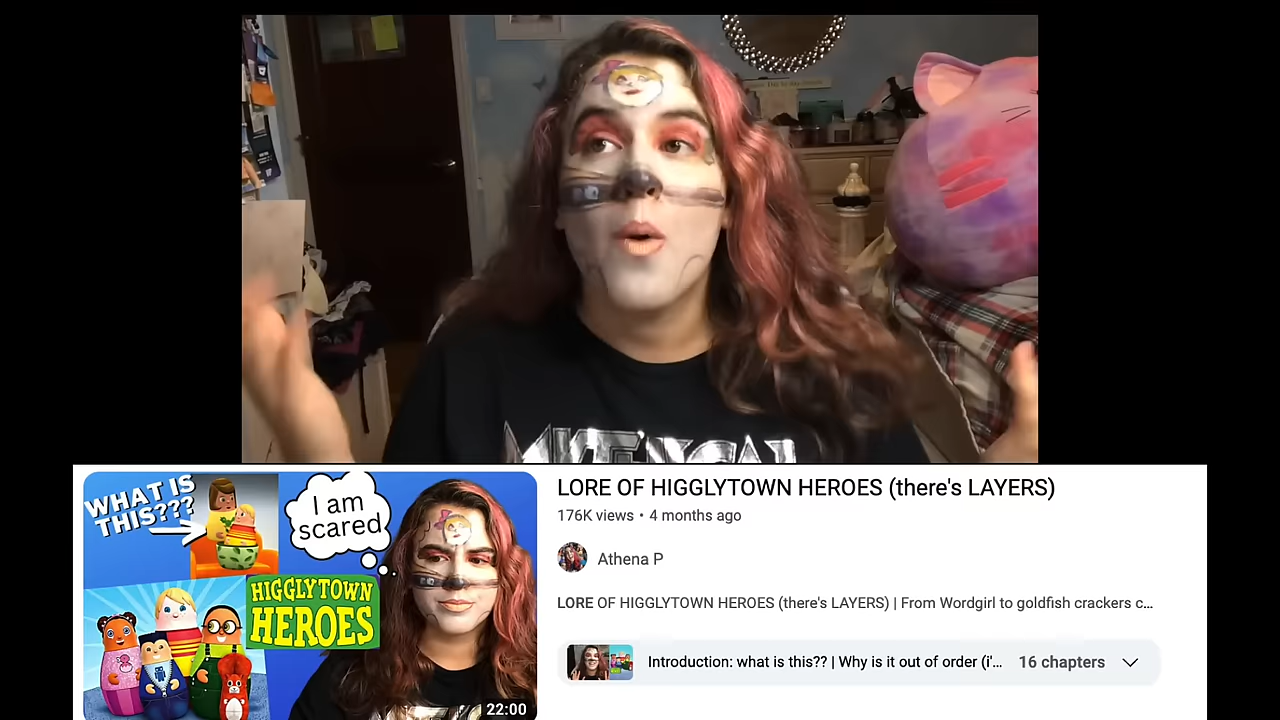 WHAT IS
THIS???
I am
scared
HIGGLYTOWN
HEROES
22:00
LORE OF HIGGLYTOWN HEROES (there's LAYERS)
176K views • 4 months ago
Athena P
LORE OF HIGGLYTOWN HEROES (there's LAYERS) | From Wordgirl to goldfish crackers c...
Introduction: what is this?? | Why is it out of order (i'... 16 chapters